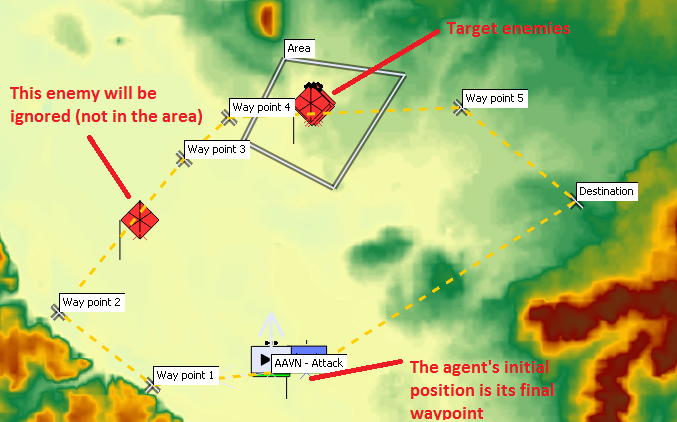 Target enemies
Area
This enemy will be
ignored (not in the area)
Way point 4
Way point 5
Way point 3
Destination
Way point 2
AAVN - Attack
Way point 1
The agent's initial
position is its final
waypoint